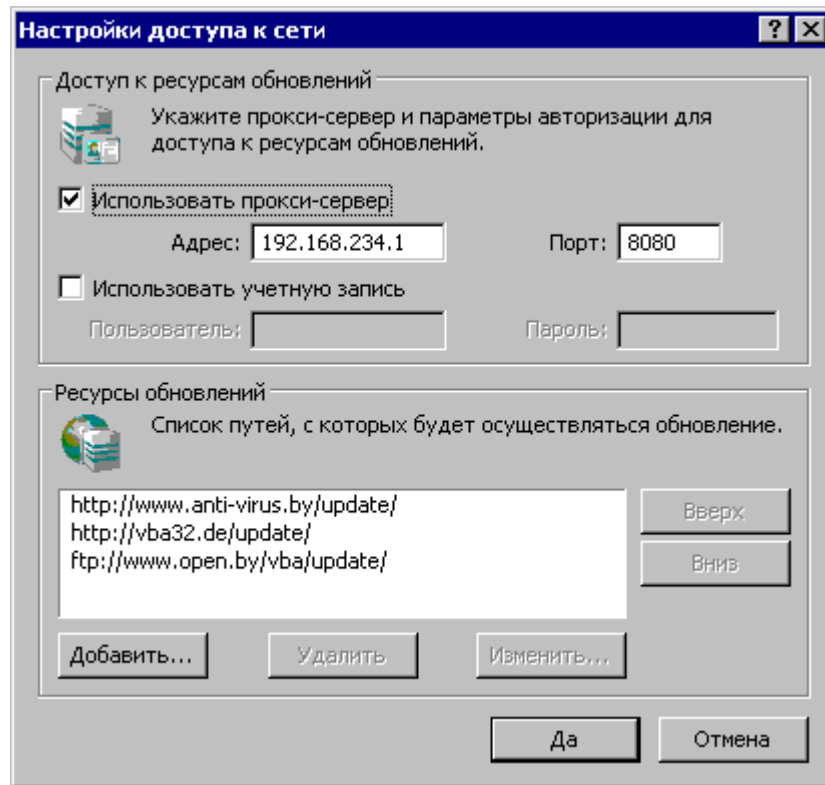 Настройки доступа к сети
Доступ к ресурсам обновлений
Укажите прокси-сервер и параметры авторизации для
доступа к ресурсам обновлений.
Использовать прокси-сервер
Адрес: 192.168.234.1 Порт: 8080
Использовать учетную запись
Пользователь: Пароль:
Ресурсы обновлений
Список путей, с которых будет осуществляться обновление.
http://www.anti-virus.by/update/
http://vba32.de/update/
ftp://www.open.by/vba/update/
Вверх
Вниз
Добавить... Удалить Изменить...
Да Отмена